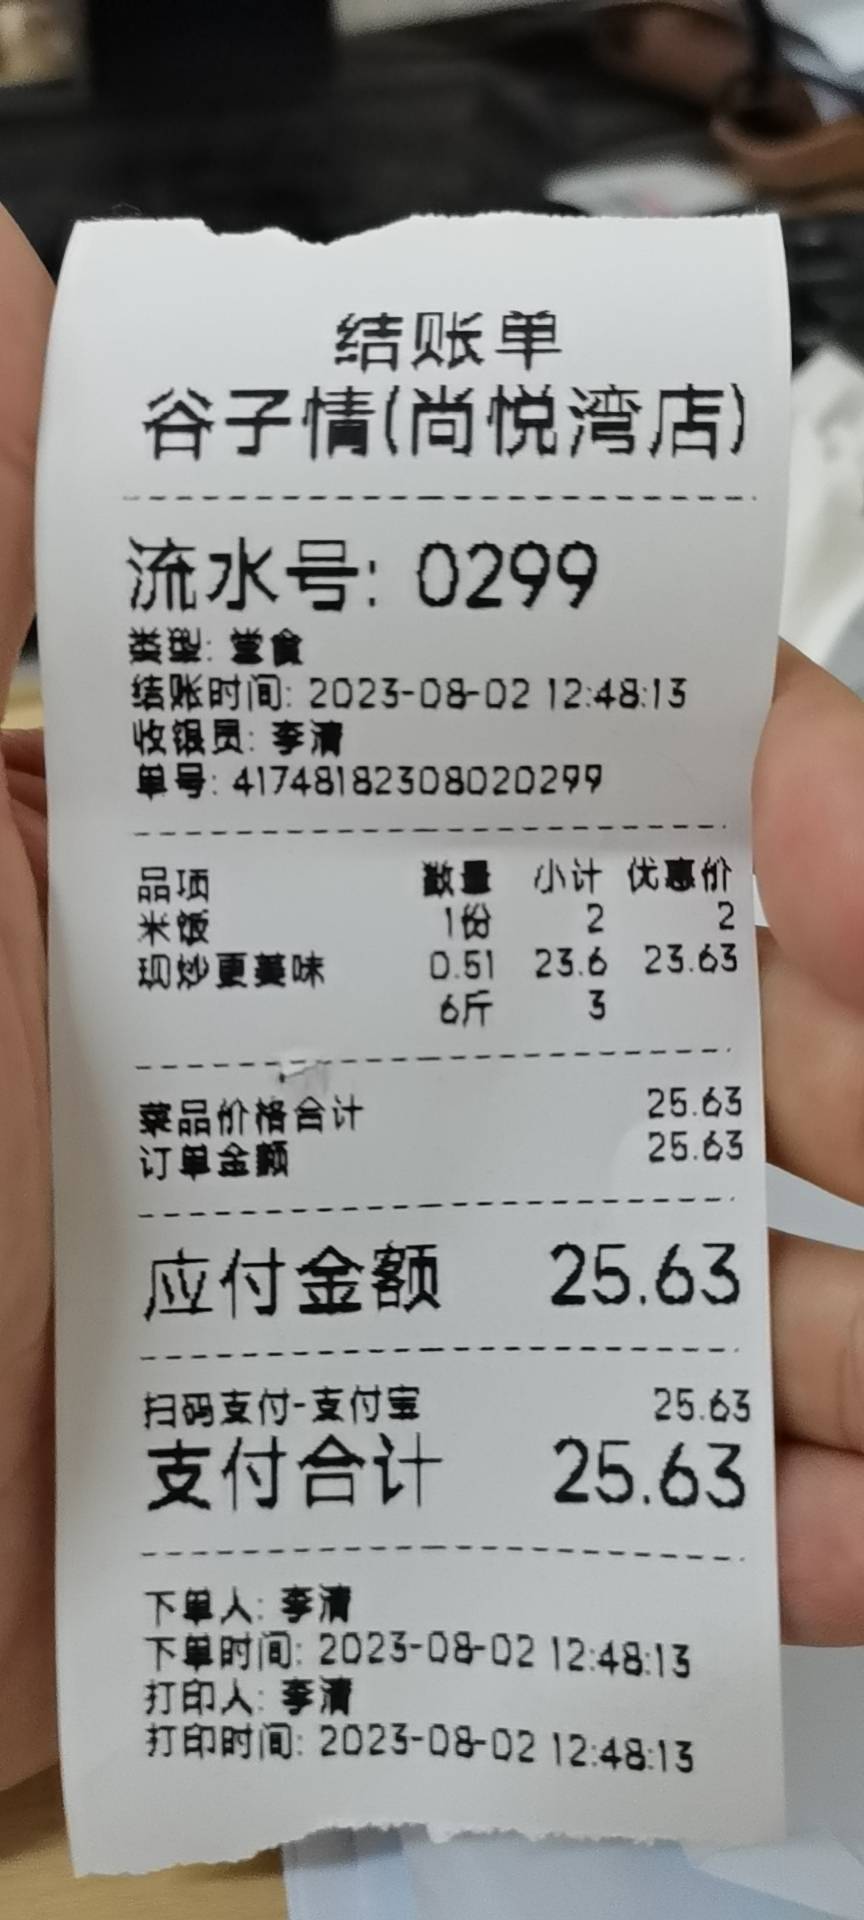 结账单
谷子情(尚悦湾店)
流水号: 0299
类型: 堂食
结账时间: 2023-08-02 12:48:13
收银员: 李清
单号: 41748182308020299
品项 数量 小计 优惠价
米饭 1份 2 2
现炒更美味 0.51 23.6 23.63
6斤 3
菜品价格合计 25.63
订单金额 25.63
应付金额 25.63
扫码支付-支付宝 25.63
支付合计 25.63
下单人: 李清
下单时间: 2023-08-02 12:48:13
打印人: 李清
打印时间: 2023-08-02 12:48:13